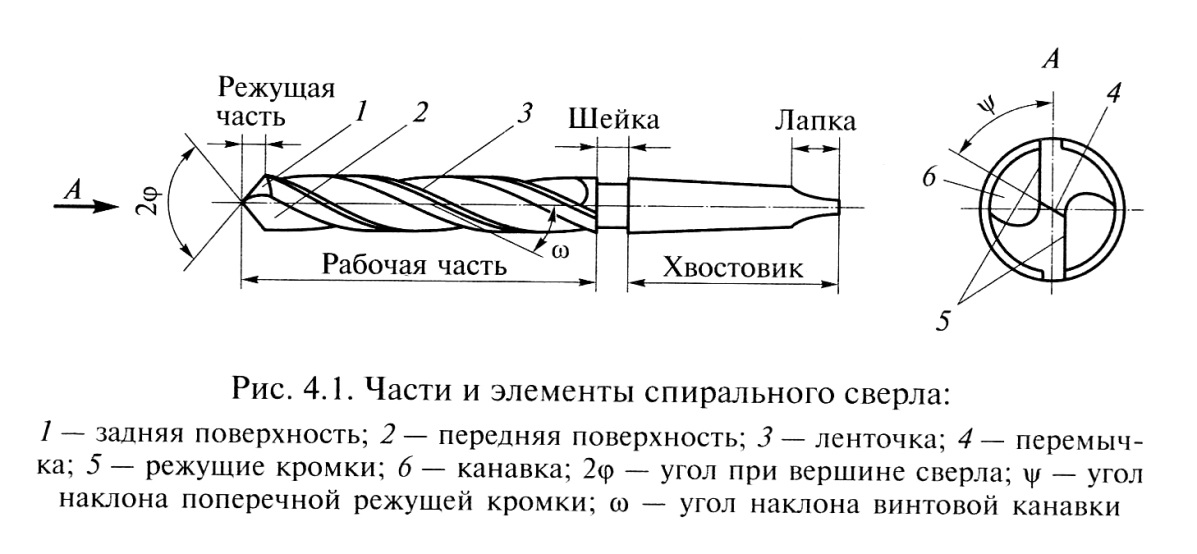 Режущая
часть
1
2
3
Шейка
Лапка
A
2φ
ω
Рабочая часть
Хвостовик
A
ψ
4
6
5
Рис. 4.1. Части и элементы спирального сверла:
1 — задняя поверхность; 2 — передняя поверхность; 3 — ленточка; 4 — перемыч-
ка; 5 — режущие кромки; 6 — канавка; 2φ — угол при вершине сверла; ψ — угол
наклона поперечной режущей кромки; ω — угол наклона винтовой канавки